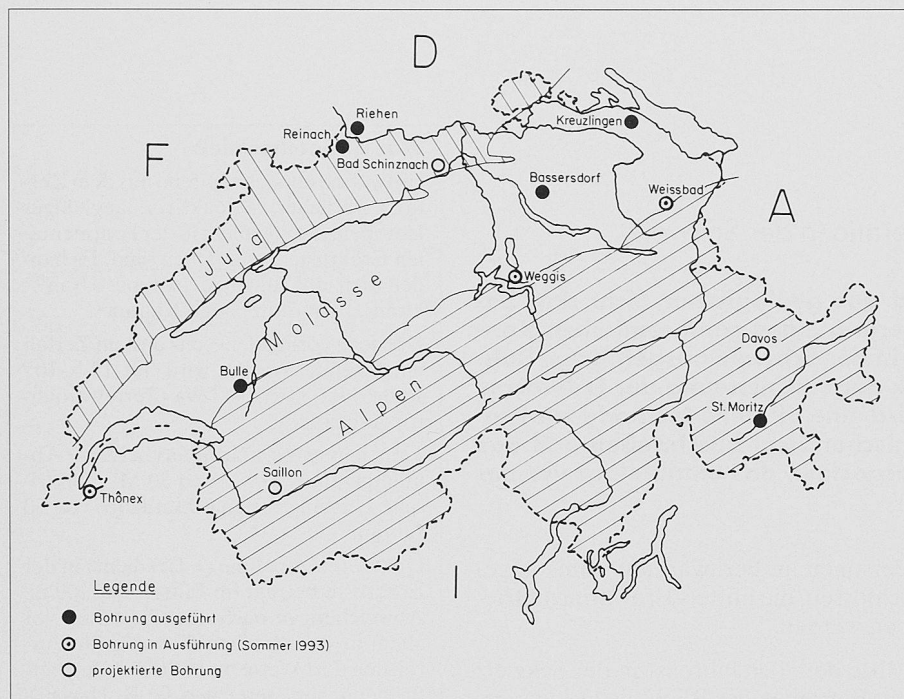 D
Riehen
Reinach
Kreuzlingen
F
Bad Schinznach
Bassersdorf
Weissbad
A
Jura
Weggis
Molasse
Davos
Bulle
Alpen
St. Moritz
Saillon
Thônex
I
Legende
Bohrung ausgeführt
Bohrung in Ausführung (Sommer 1993)
projektierte Bohrung